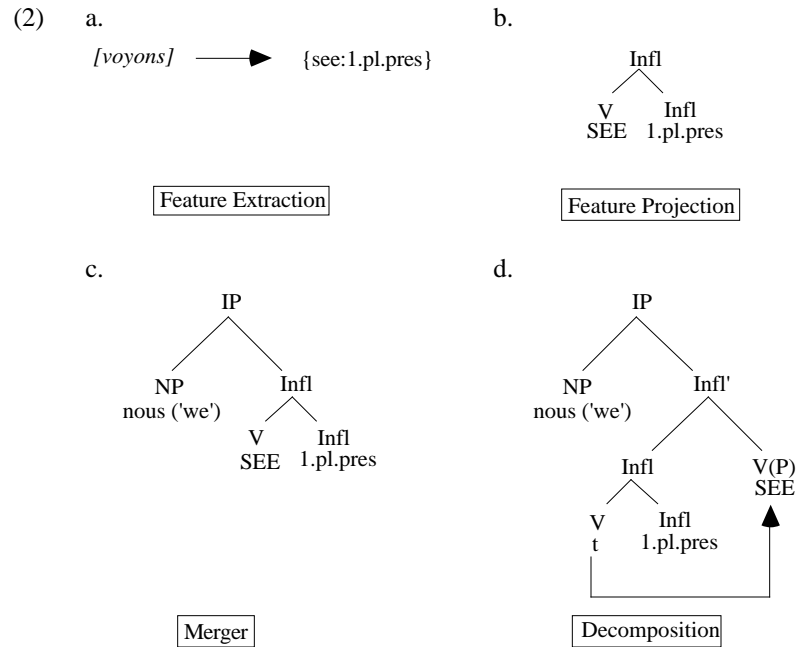 (2) a.
[voyons] {see:1.pl.pres}
Feature Extraction
b.
Infl
V Infl
SEE 1.pl.pres
Feature Projection
c.
IP
NP Infl
nous ('we')
V Infl
SEE 1.pl.pres
Merger
d.
IP
NP Infl'
nous ('we')
Infl V(P)
SEE
V Infl
t 1.pl.pres
Decomposition